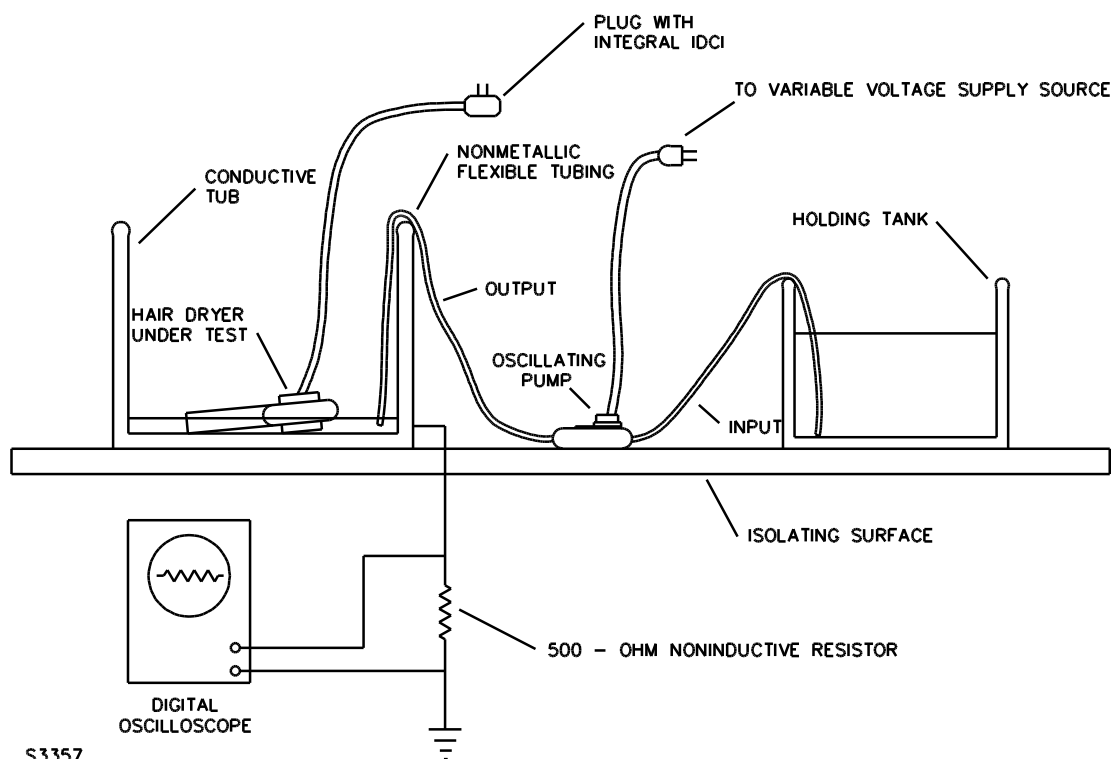 PLUG WITH
INTEGRAL IDCI
TO VARIABLE VOLTAGE SUPPLY SOURCE
NONMETALLIC
FLEXIBLE TUBING
CONDUCTIVE
TUB
HOLDING TANK
OUTPUT
HAIR DRYER
UNDER TEST
OSCILLATING
PUMP
INPUT
ISOLATING SURFACE
500 - OHM NONINDUCTIVE RESISTOR
DIGITAL
OSCILLOSCOPE
S3357